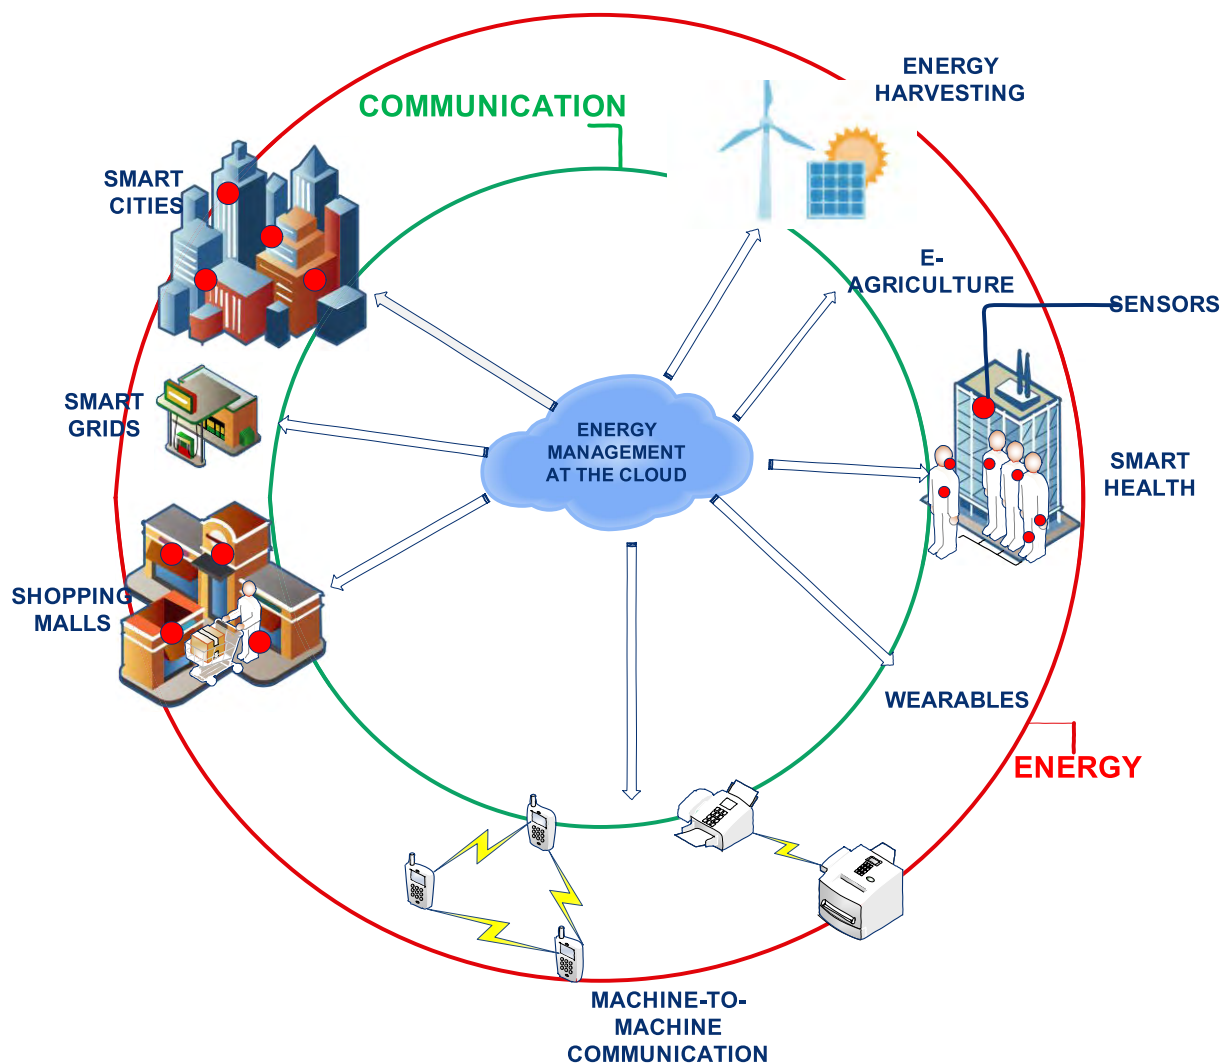 ENERGY
HARVESTING
COMMUNICATION
SMART
CITIES
E-
AGRICULTURE
SENSORS
SMART
GRIDS
ENERGY
MANAGEMENT
AT THE CLOUD
SMART
HEALTH
SHOPPING
MALLS
WEARABLES
ENERGY
MACHINE-TO-
MACHINE
COMMUNICATION